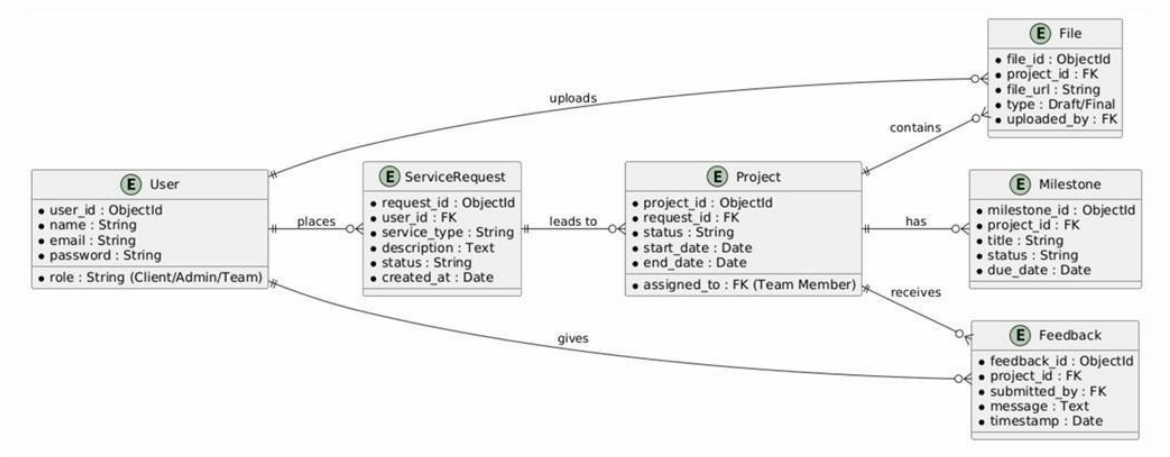 E File
file_id : ObjectId
project_id : FK
file_url : String
type : Draft/Final
uploaded_by : FK
uploads
contains
E User
user_id : ObjectId
name : String
email : String
password : String
role : String (Client/Admin/Team)
places
E ServiceRequest
request_id : ObjectId
user_id : FK
service_type : String
description : Text
status : String
created_at : Date
leads to
E Project
project_id : ObjectId
request_id : FK
status : String
start_date : Date
end_date : Date
assigned_to : FK (Team Member)
has
E Milestone
milestone_id : ObjectId
project_id : FK
title : String
status : String
due_date : Date
receives
gives
E Feedback
feedback_id : ObjectId
project_id : FK
submitted_by : FK
message : Text
timestamp : Date